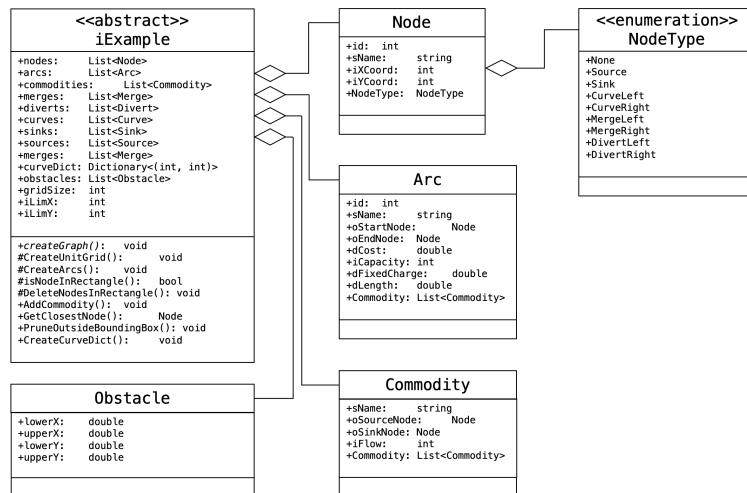 <<abstract>>
iExample
+nodes: List<Node>
+arcs: List<Arc>
+commodities: List<Commodity>
+merges: List<Merge>
+diverts: List<Divert>
+curves: List<Curve>
+sinks: List<Sink>
+sources: List<Source>
+merges: List<Merge>
+curveDict: Dictionary<(int, int)>
+obstacles: List<Obstacle>
+gridSize: int
+iLimX: int
+iLimY: int
+createGraph(): void
#CreateUnitGrid(): void
#CreateArcs(): void
#isNodeInRectangle(): bool
#DeleteNodesInRectangle(): void
+AddCommodity(): void
+GetClosestNode(): Node
+PruneOutsideBoundingBox(): void
+CreateCurveDict(): void
Obstacle
+lowerX: double
+upperX: double
+lowerY: double
+upperY: double
Node
+id: int
+sName: string
+iXCoord: int
+iYCoord: int
+NodeType: NodeType
Arc
+id: int
+sName: string
+oStartNode: Node
+oEndNode: Node
+dCost: double
+iCapacity: int
+dFixedCharge: double
+dLength: double
+Commodity: List<Commodity>
Commodity
+sName: string
+oSourceNode: Node
+oSinkNode: Node
+iFlow: int
+Commodity: List<Commodity>
<<enumeration>>
NodeType
+None
+Source
+Sink
+CurveLeft
+CurveRight
+MergeLeft
+MergeRight
+DivertLeft
+DivertRight